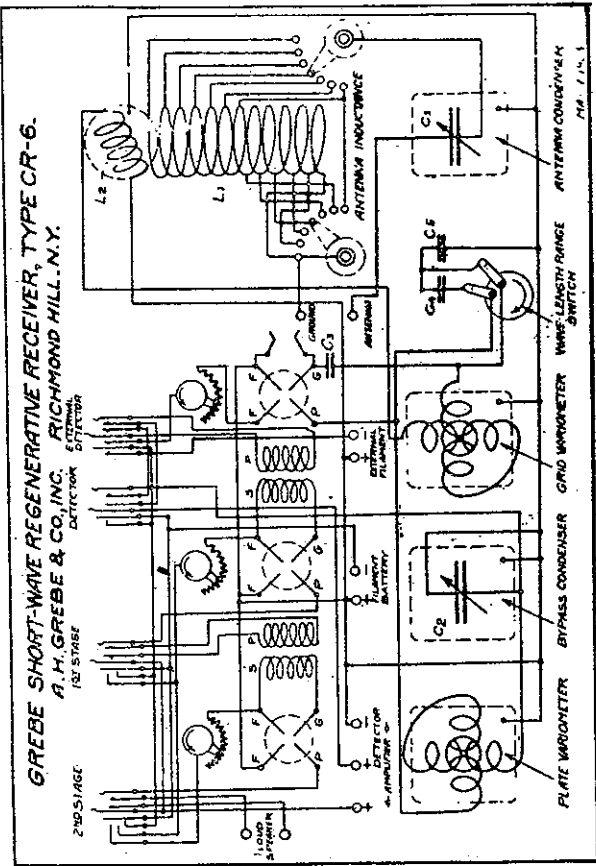 GREBE SHORT-WAVE REGENERATIVE RECEIVER, TYPE CR-6.
A. H. GREBE & CO., INC. RICHMOND HILL. N.Y.
2ND STAGE
1ST STAGE
DETECTOR
EXTERNAL
DETECTOR
L2
L1
ANTENNA INDUCTANCE
F
F
G
P
S
P
F
F
G
P
S
P
F
F
G
P
C3
GROUND
ANTENNA
LOUD
SPEAKER
+
-
+
DETECTOR
AMPLIFIER
+
-
FILAMENT
BATTERY
+
-
EXTERNAL
FILAMENT
C2
C4
C5
C1
PLATE VARIOMETER
BYPASS CONDENSER
GRID VARIOMETER
WAVE-LENGTH RANGE
SWITCH
ANTENNA CONDENSER